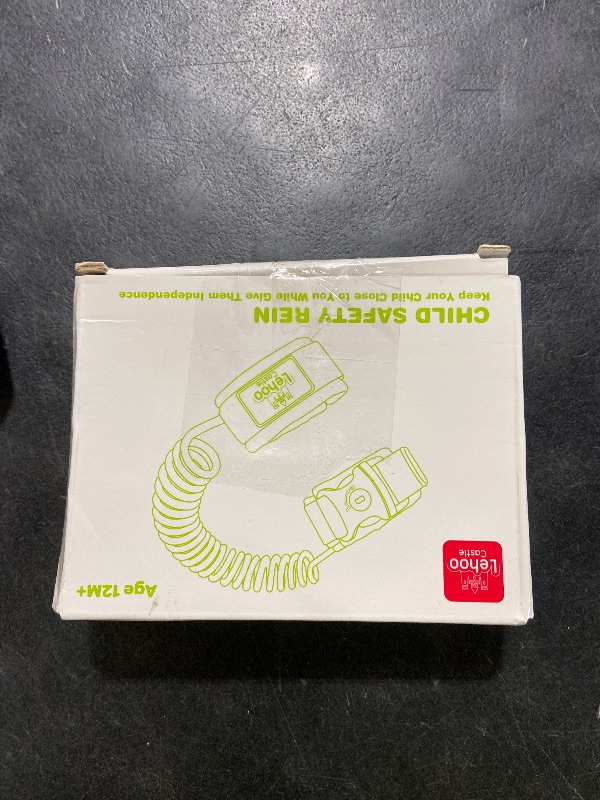 Lehoo
Castle
Age 12M+
Lehoo
Castle
CHILD SAFETY REIN
Keep Your Child Close to You While Give Them Independence